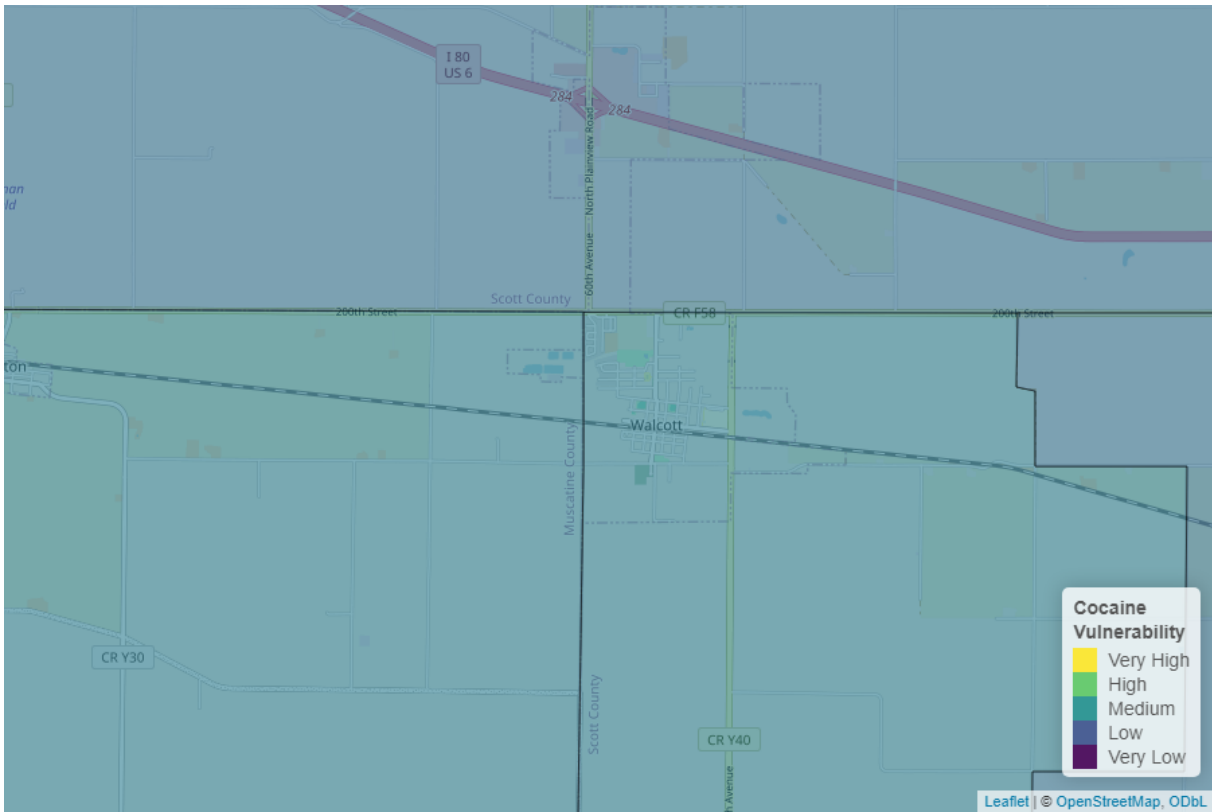 I 80
US 6
284
284
North Plainview Road
60th Avenue
Scott County
200th Street
CR F58
200th Street
ton
Walcott
Muscatine County
Scott County
CR Y30
CR Y40
Avenue
Cocaine
Vulnerability
Very High
High
Medium
Low
Very Low
Leaflet | © OpenStreetMap, ODbL